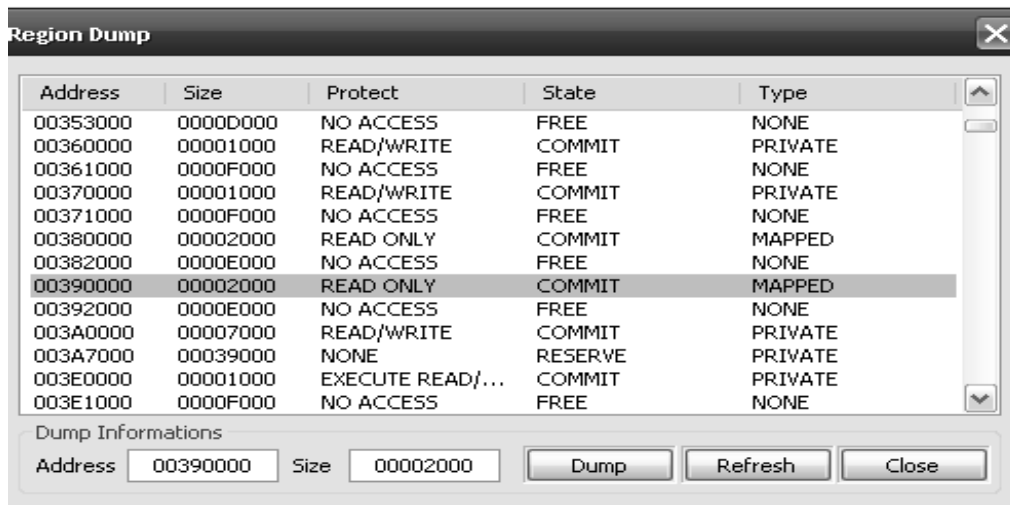 Region Dump
Address Size Protect State Type
00353000 0000D000 NO ACCESS FREE NONE
00360000 00001000 READ/WRITE COMMIT PRIVATE
00361000 0000F000 NO ACCESS FREE NONE
00370000 00001000 READ/WRITE COMMIT PRIVATE
00371000 0000F000 NO ACCESS FREE NONE
00380000 00002000 READ ONLY COMMIT MAPPED
00382000 0000E000 NO ACCESS FREE NONE
00390000 00002000 READ ONLY COMMIT MAPPED
00392000 0000E000 NO ACCESS FREE NONE
003A0000 00007000 READ/WRITE COMMIT PRIVATE
003A7000 00039000 NONE RESERVE PRIVATE
003E0000 00001000 EXECUTE READ/... COMMIT PRIVATE
003E1000 0000F000 NO ACCESS FREE NONE
Dump Informations
Address 00390000 Size 00002000 Dump Refresh Close